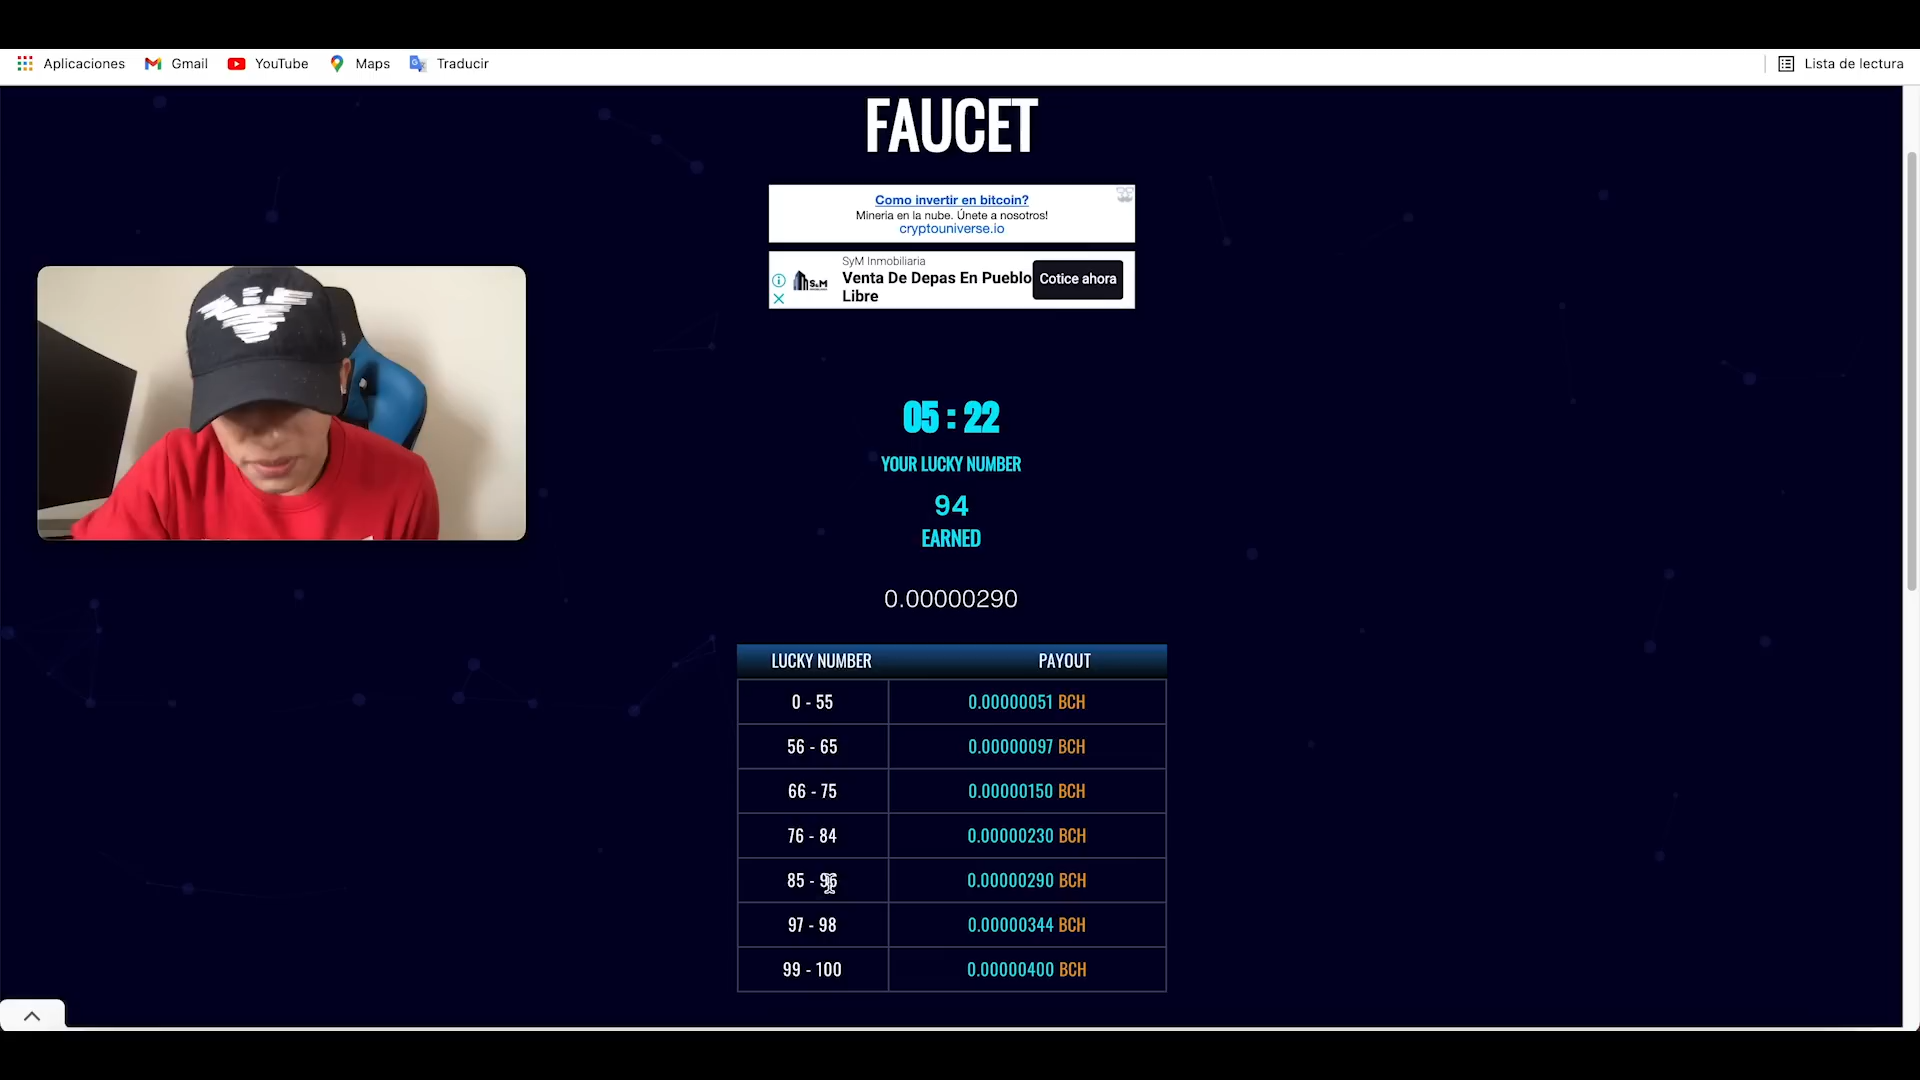 Aplicaciones Gmail YouTube Maps Traducir Lista de lectura
FAUCET
Como invertir en bitcoin?
Mineria en la nube. Únete a nosotros!
cryptouniverse.io
SyM Inmobiliaria
Venta De Depas En Pueblo Libre
Cotice ahora
S&M
05 : 22
YOUR LUCKY NUMBER
94
EARNED
0.00000290
LUCKY NUMBER PAYOUT
0 - 55 0.00000051 BCH
56 - 65 0.00000097 BCH
66 - 75 0.00000150 BCH
76 - 84 0.00000230 BCH
85 - 96 0.00000290 BCH
97 - 98 0.00000344 BCH
99 - 100 0.00000400 BCH